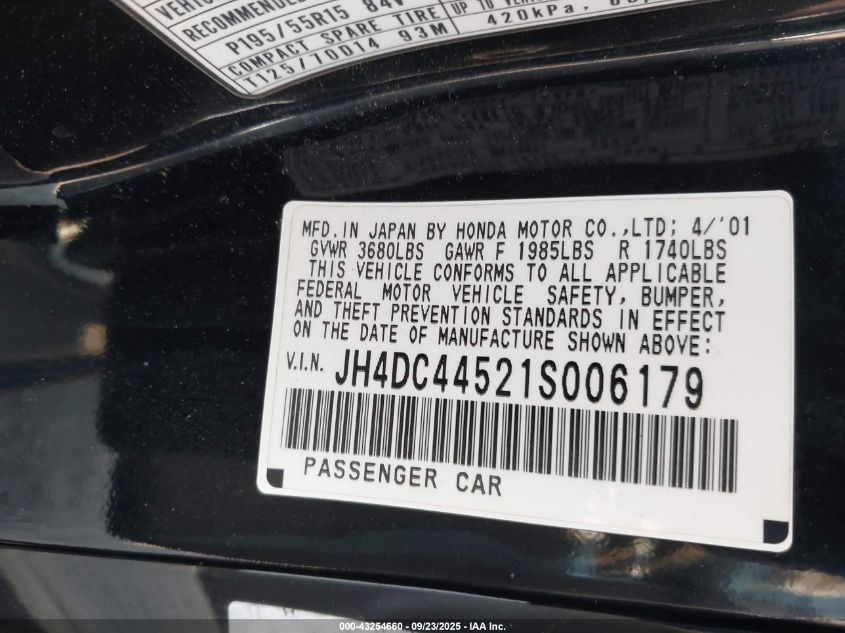 RECOMMENDED
P195/55R15 84V
COMPACT SPARE TIRE
T125/70D14 93M
420kPa,
MFD. IN JAPAN BY HONDA MOTOR CO.,LTD; 4/'01
GVWR 3680LBS GAWR F 1985LBS R 1740LBS
THIS VEHICLE CONFORMS TO ALL APPLICABLE
FEDERAL MOTOR VEHICLE SAFETY, BUMPER,
AND THEFT PREVENTION STANDARDS IN EFFECT
ON THE DATE OF MANUFACTURE SHOWN ABOVE:
V.I.N. JH4DC44521S006179
PASSENGER CAR
000-43254660 - 09/23/2025 - IAA Inc.